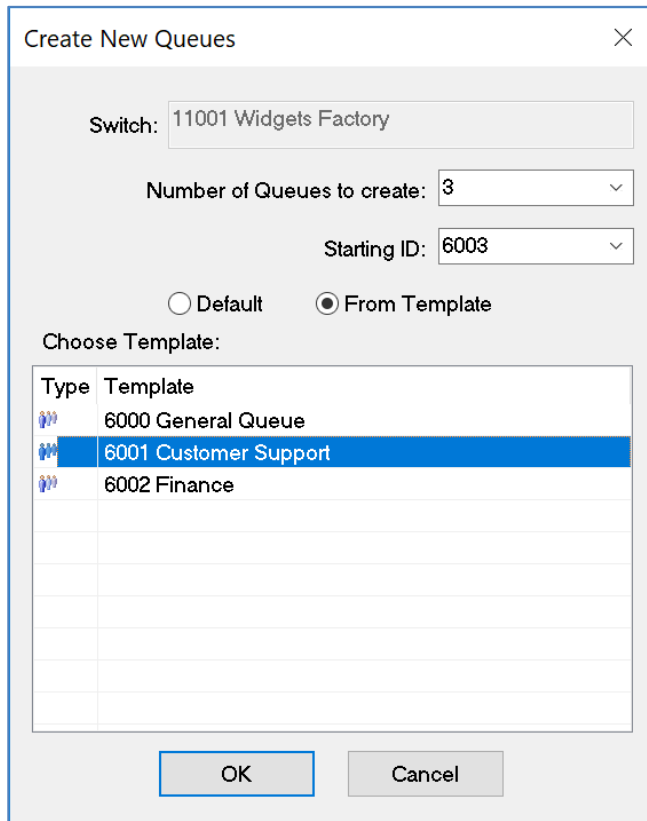 Create New Queues
Switch: 11001 Widgets Factory
Number of Queues to create: 3
Starting ID: 6003
Default From Template
Choose Template:
Type Template
6000 General Queue
6001 Customer Support
6002 Finance
OK Cancel